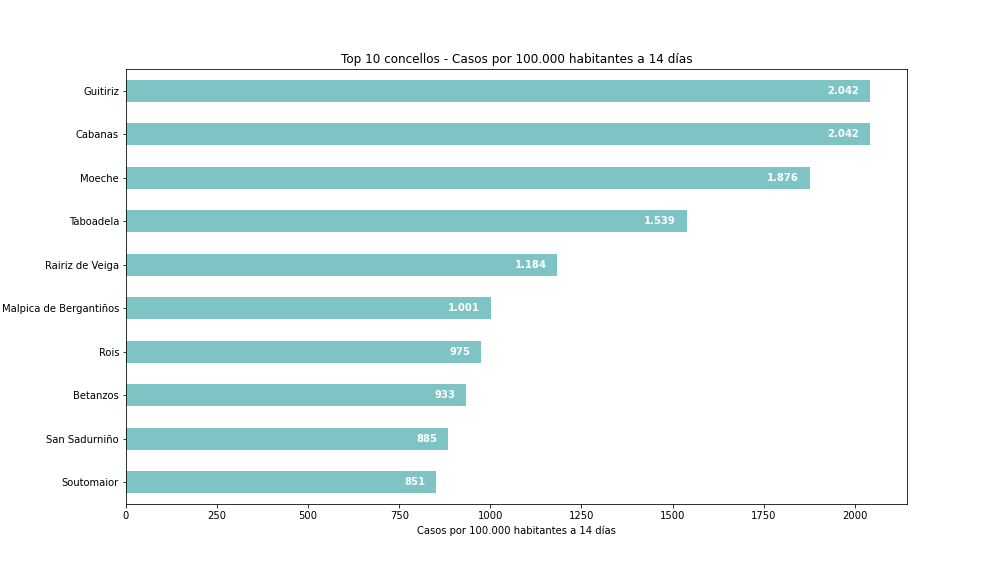 Top 10 concellos - Casos por 100.000 habitantes a 14 días
Guitiriz 2.042
Cabanas 2.042
Moeche 1.876
Taboadela 1.539
Rairiz de Veiga 1.184
Malpica de Bergantiños 1.001
Rois 975
Betanzos 933
San Sadurniño 885
Soutomaior 851
0 250 500 750 1000 1250 1500 1750 2000
Casos por 100.000 habitantes a 14 días